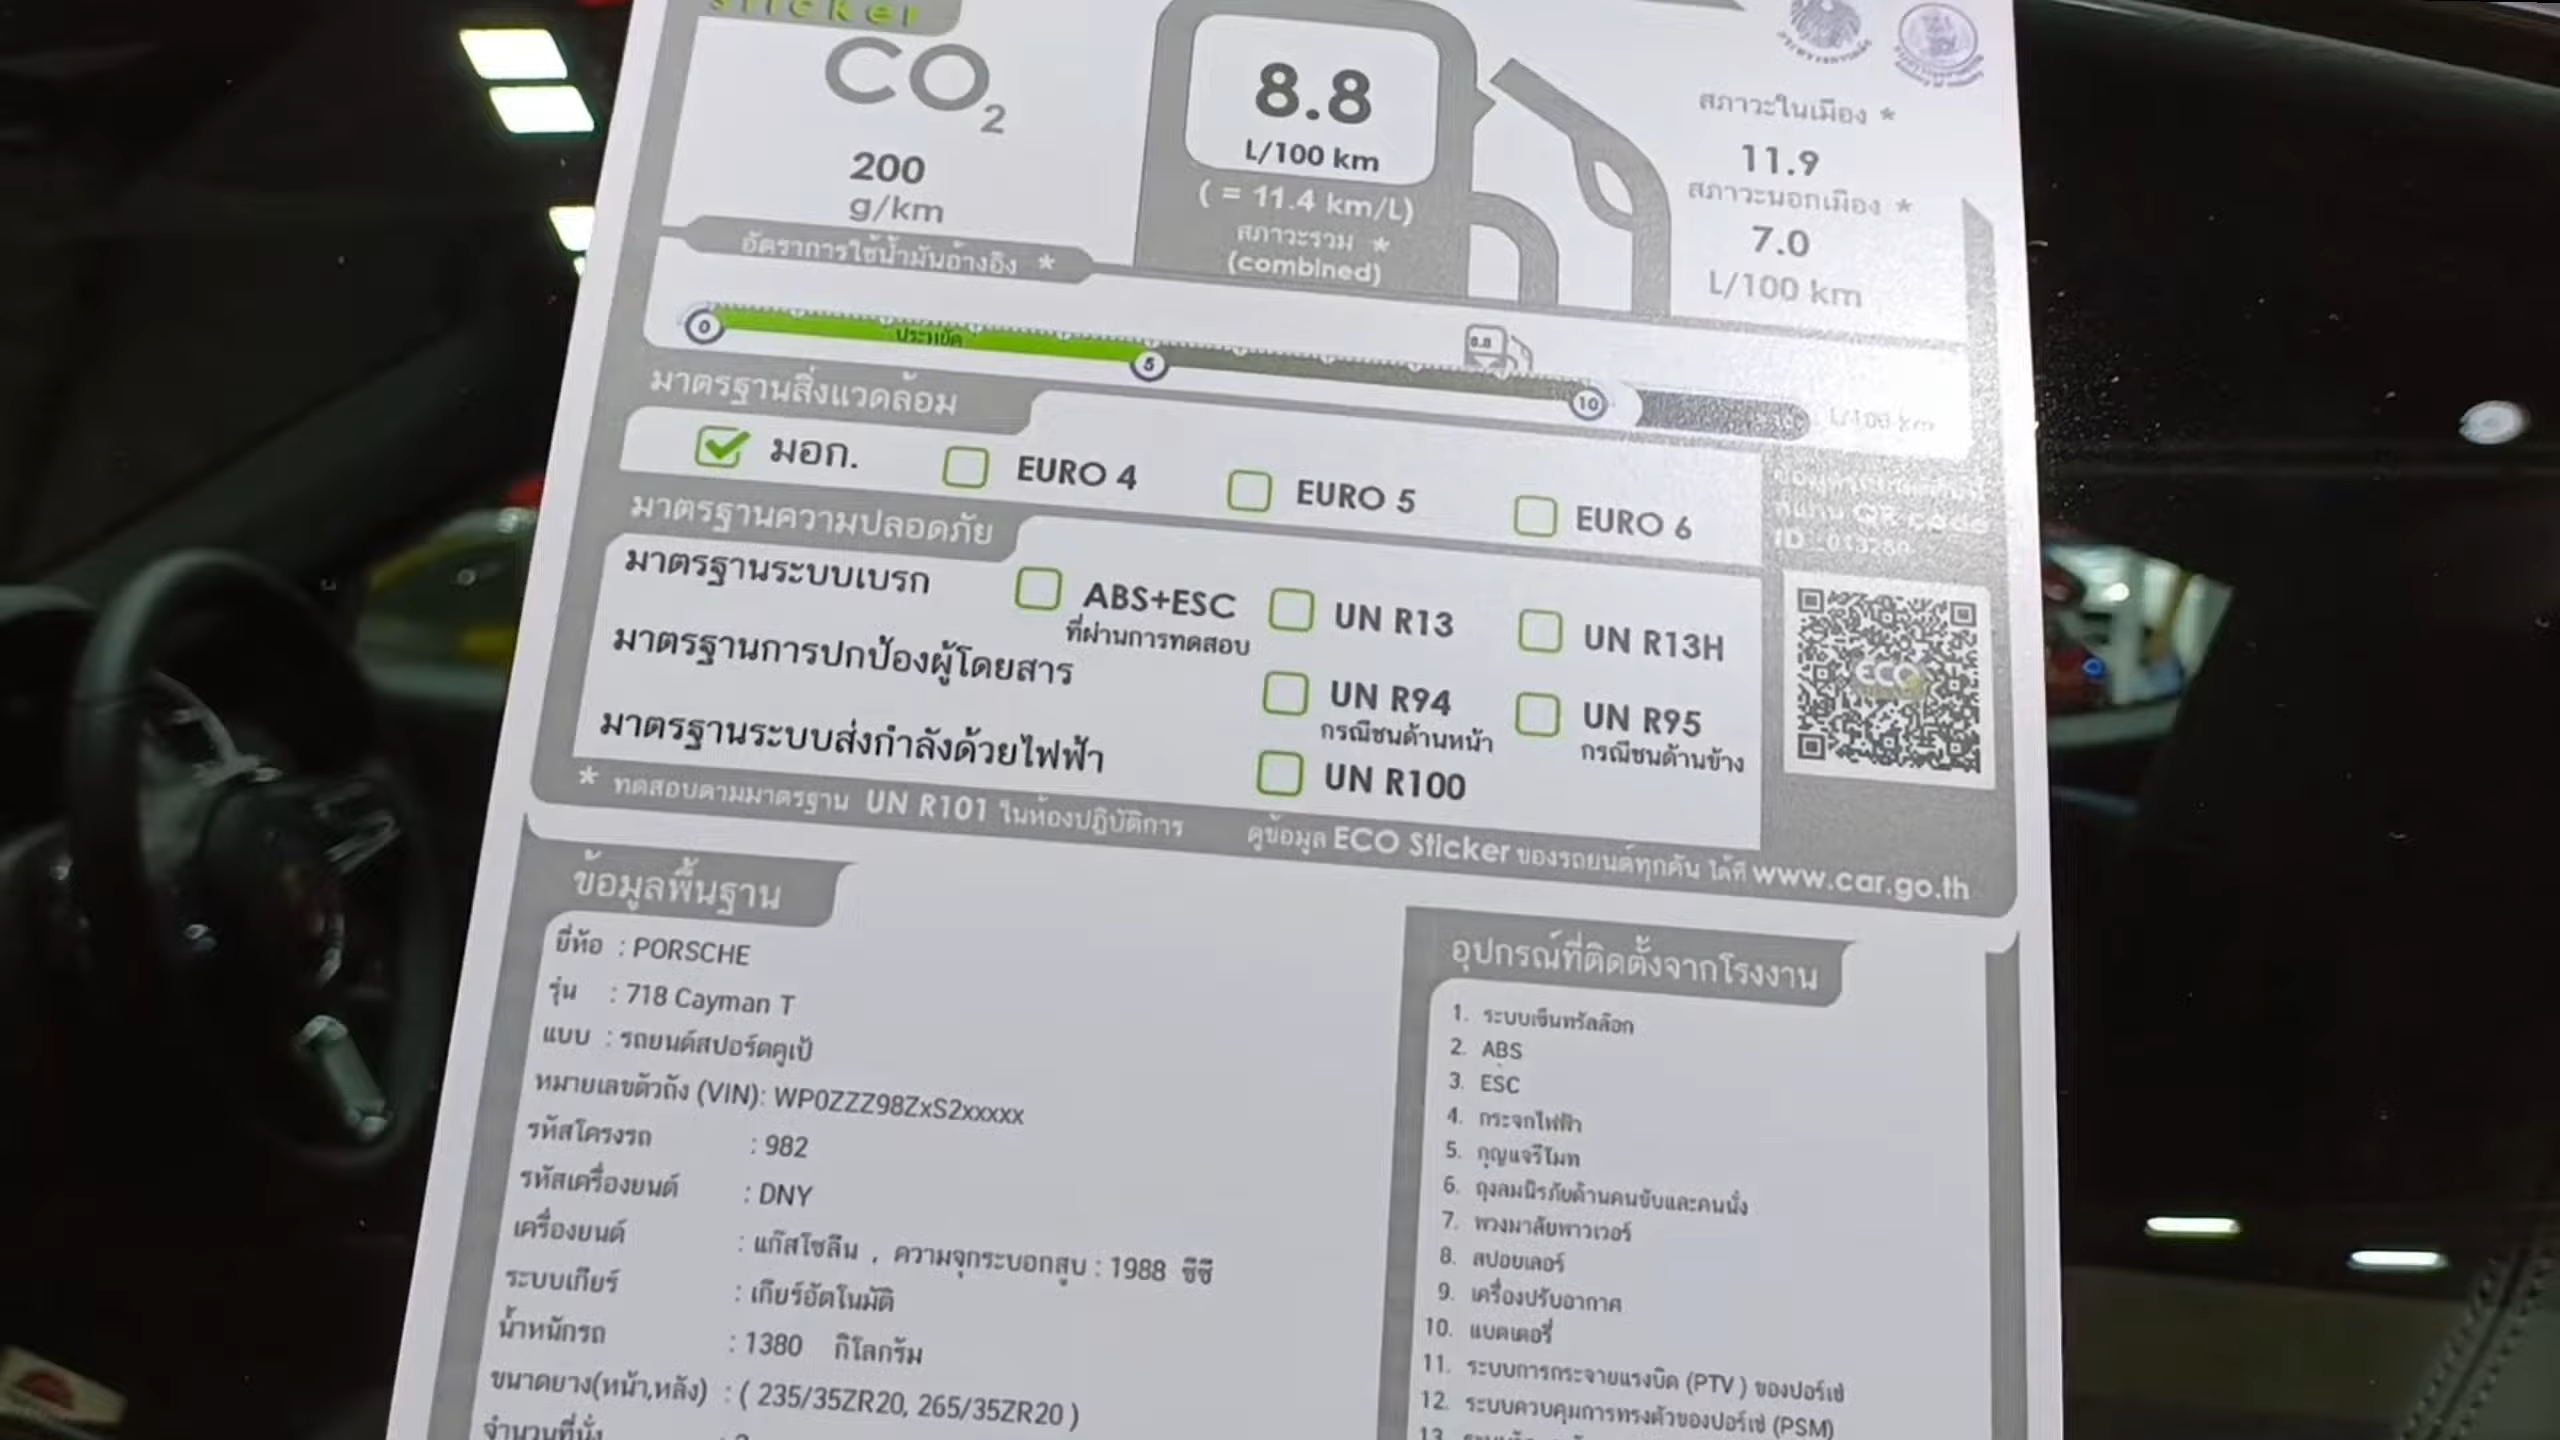 sticker
CO2
200
g/km
8.8
L/100 km
( = 11.4 km/L)
สภาวะรวม *
(combined)
สภาวะในเมือง *
11.9
สภาวะนอกเมือง *
7.0
L/100 km
อัตราการใช้น้ำมันอ้างอิง *
0
ประหยัด
5
8.8
10
L/100 km
มาตรฐานสิ่งแวดล้อม
มอก.
EURO 4
EURO 5
EURO 6
QR code
ECO
มาตรฐานความปลอดภัย
มาตรฐานระบบเบรก
ABS+ESC
ที่ผ่านการทดสอบ
UN R13
UN R13H
มาตรฐานการปกป้องผู้โดยสาร
UN R94
กรณีชนด้านหน้า
UN R95
กรณีชนด้านข้าง
มาตรฐานระบบส่งกำลังด้วยไฟฟ้า
UN R100
* ทดสอบตามมาตรฐาน UN R101 ในห้องปฏิบัติการ
ดูข้อมูล ECO Sticker ของรถยนต์ทุกคัน ได้ที่ www.car.go.th
ข้อมูลพื้นฐาน
ยี่ห้อ : PORSCHE
รุ่น : 718 Cayman T
แบบ : รถยนต์สปอร์ตคูเป้
หมายเลขตัวถัง (VIN): WP0ZZZ98ZxS2xxxxx
รหัสโครงรถ : 982
รหัสเครื่องยนต์ : DNY
เครื่องยนต์ : แก๊สโซลีน , ความจุกระบอกสูบ : 1988 ซีซี
ระบบเกียร์ : เกียร์อัตโนมัติ
น้ำหนักรถ : 1380 กิโลกรัม
ขนาดยาง(หน้า,หลัง) : ( 235/35ZR20, 265/35ZR20 )
จำนวนที่นั่ง
อุปกรณ์ที่ติดตั้งจากโรงงาน
1. ระบบเซ็นทรัลล๊อก
2. ABS
3. ESC
4. กระจกไฟฟ้า
5. กุญแจรีโมท
6. ถุงลมนิรภัยด้านคนขับและคนนั่ง
7. พวงมาลัยพาวเวอร์
8. สปอยเลอร์
9. เครื่องปรับอากาศ
10. แบตเตอรี่
11. ระบบการกระจายแรงบิด (PTV ) ของปอร์เช่
12. ระบบควบคุมการทรงตัวของปอร์เช่ (PSM)
13.